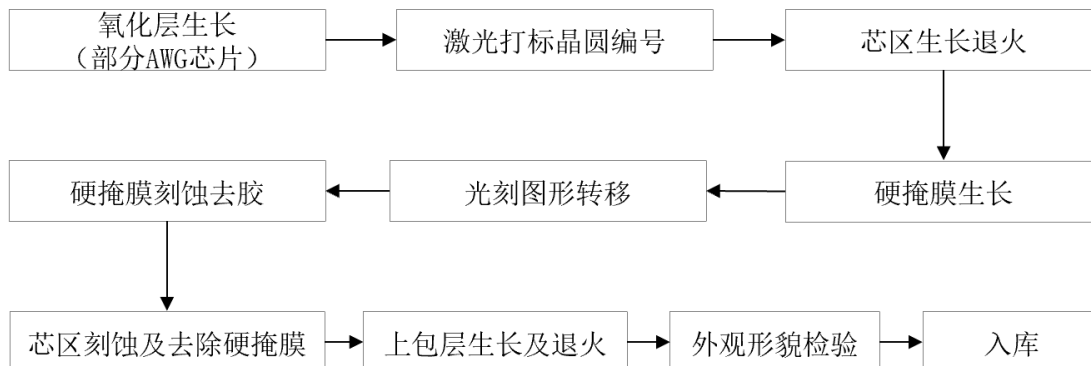 氧化层生长
（部分AWG芯片）
激光打标晶圆编号
芯区生长退火
硬掩膜生长
光刻图形转移
硬掩膜刻蚀去胶
芯区刻蚀及去除硬掩膜
上包层生长及退火
外观形貌检验
入库